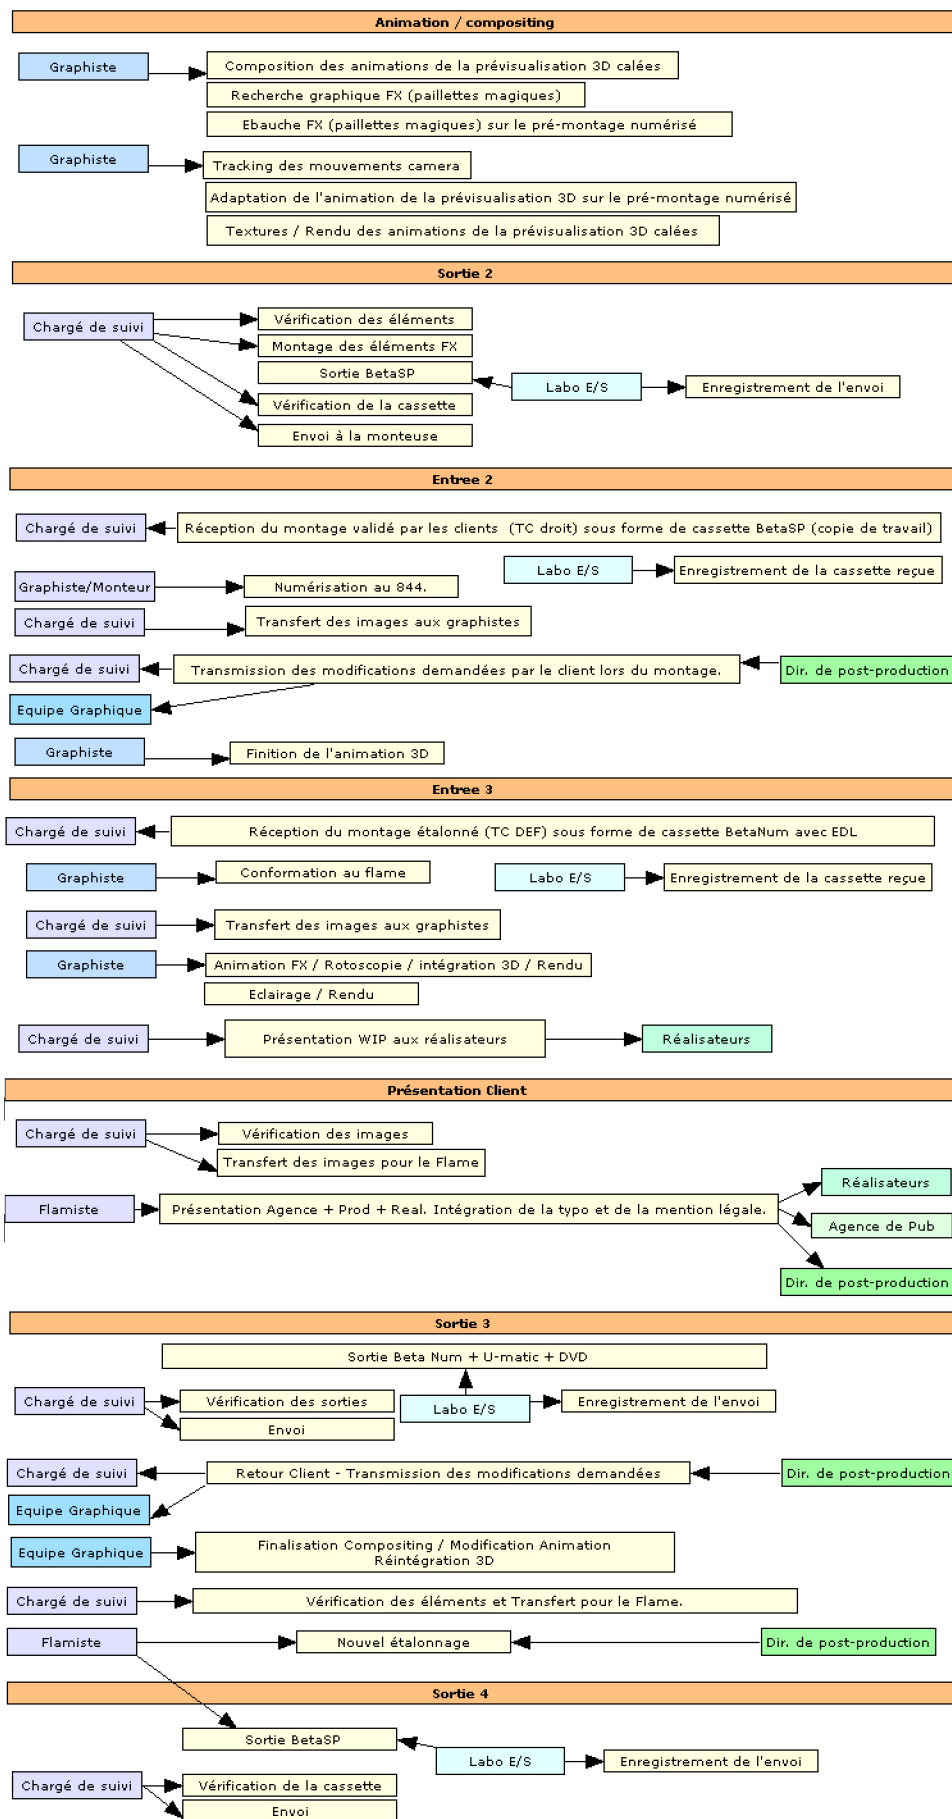 Animation / compositing
Graphiste
Composition des animations de la prévisualisation 3D calées
Recherche graphique FX (paillettes magiques)
Ebauche FX (paillettes magiques) sur le pré-montage numérisé
Graphiste
Tracking des mouvements camera
Adaptation de l'animation de la prévisualisation 3D sur le pré-montage numérisé
Textures / Rendu des animations de la prévisualisation 3D calées
Sortie 2
Chargé de suivi
Vérification des éléments
Montage des éléments FX
Sortie BetaSP
Labo E/S
Enregistrement de l'envoi
Vérification de la cassette
Envoi à la monteuse
Entree 2
Chargé de suivi
Réception du montage validé par les clients (TC droit) sous forme de cassette BetaSP (copie de travail)
Labo E/S
Enregistrement de la cassette reçue
Graphiste/Monteur
Numérisation au 844.
Chargé de suivi
Transfert des images aux graphistes
Chargé de suivi
Transmission des modifications demandées par le client lors du montage.
Dir. de post-production
Equipe Graphique
Graphiste
Finition de l'animation 3D
Entree 3
Chargé de suivi
Réception du montage étalonné (TC DEF) sous forme de cassette BetaNum avec EDL
Graphiste
Conformation au flame
Labo E/S
Enregistrement de la cassette reçue
Chargé de suivi
Transfert des images aux graphistes
Graphiste
Animation FX / Rotoscopie / intégration 3D / Rendu
Eclairage / Rendu
Chargé de suivi
Présentation WIP aux réalisateurs
Réalisateurs
Présentation Client
Chargé de suivi
Vérification des images
Transfert des images pour le Flame
Réalisateurs
Flamiste
Présentation Agence + Prod + Real. Intégration de la typo et de la mention légale.
Agence de Pub
Dir. de post-production
Sortie 3
Sortie Beta Num + U-matic + DVD
Chargé de suivi
Vérification des sorties
Labo E/S
Enregistrement de l'envoi
Envoi
Chargé de suivi
Retour Client - Transmission des modifications demandées
Dir. de post-production
Equipe Graphique
Equipe Graphique
Finalisation Compositing / Modification Animation
Réintégration 3D
Chargé de suivi
Vérification des éléments et Transfert pour le Flame.
Flamiste
Nouvel étalonnage
Dir. de post-production
Sortie 4
Sortie BetaSP
Labo E/S
Enregistrement de l'envoi
Chargé de suivi
Vérification de la cassette
Envoi